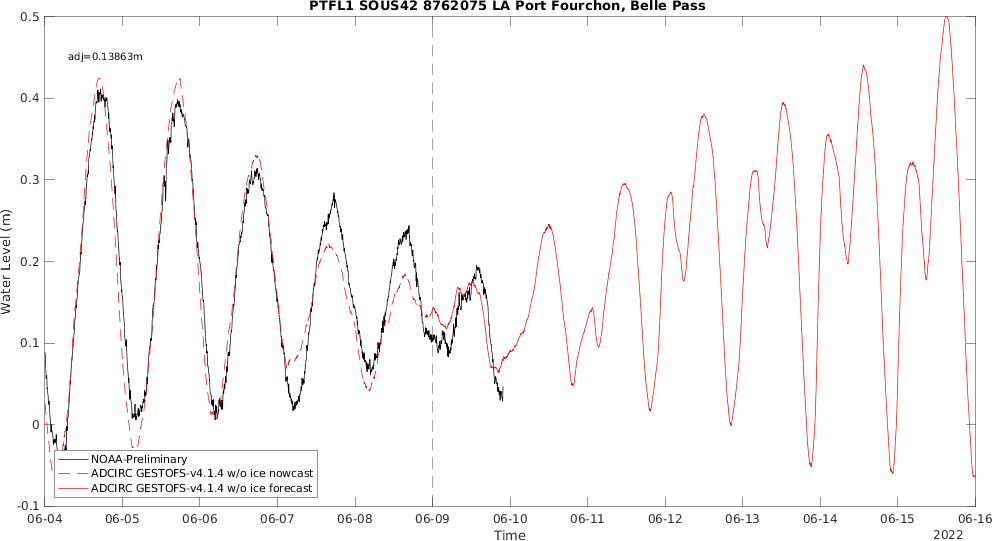 PTFL1 SOUS42 8762075 LA Port Fourchon, Belle Pass
adj=0.13863m
0.5
0.4
0.3
0.2
0.1
0
-0.1
Water Level (m)
NOAA-Preliminary
ADCIRC GESTOFS-v4.1.4 w/o ice nowcast
ADCIRC GESTOFS-v4.1.4 w/o ice forecast
06-04 06-05 06-06 06-07 06-08 06-09 06-10 06-11 06-12 06-13 06-14 06-15 06-16
Time
2022